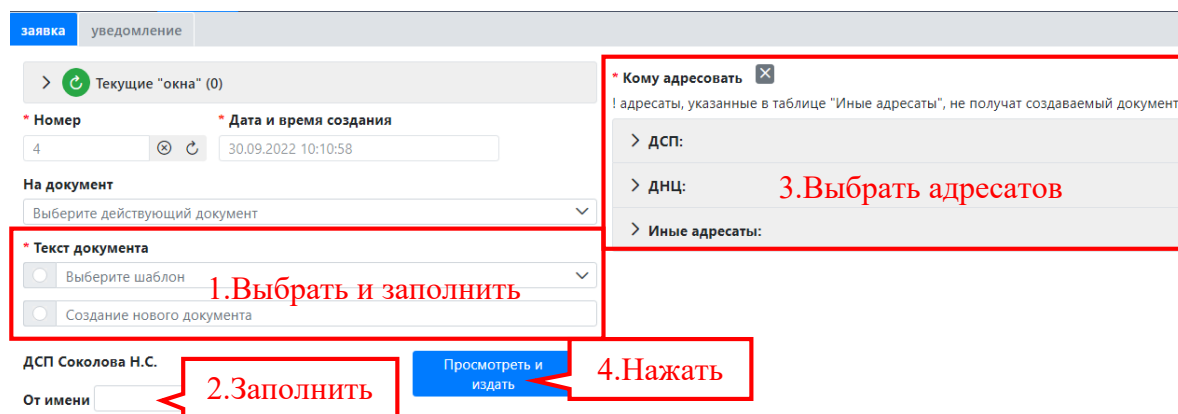 заявка уведомление
Текущие "окна" (0)
* Номер * Дата и время создания
4 30.09.2022 10:10:58
На документ
Выберите действующий документ
* Текст документа
Выберите шаблон
1.Выбрать и заполнить
Создание нового документа
ДСП Соколова Н.С.
От имени
2.Заполнить
Просмотреть и
издать
4.Нажать
* Кому адресовать
! адресаты, указанные в таблице "Иные адресаты", не получат создаваемый документ
ДСП:
ДНЦ:
3.Выбрать адресатов
Иные адресаты: